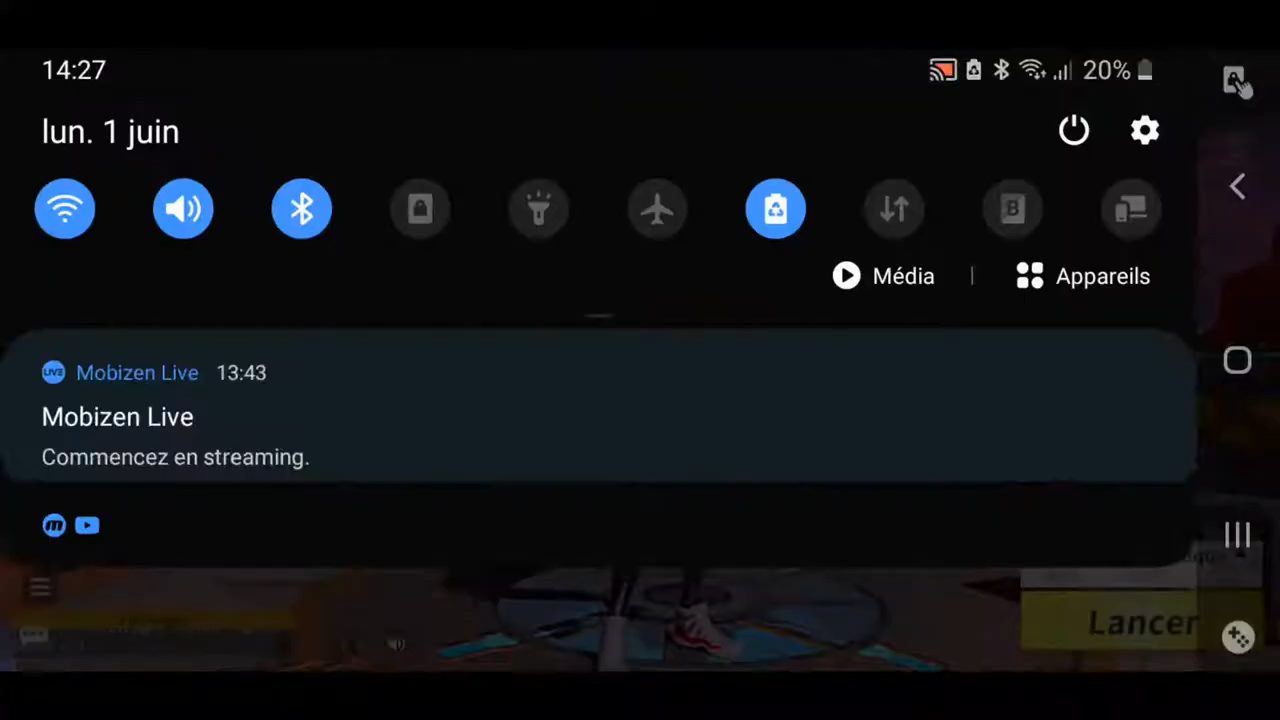 14:27
20%
lun. 1 juin
Média | Appareils
Mobizen Live 13:43
Mobizen Live
Commencez en streaming.
Lancer